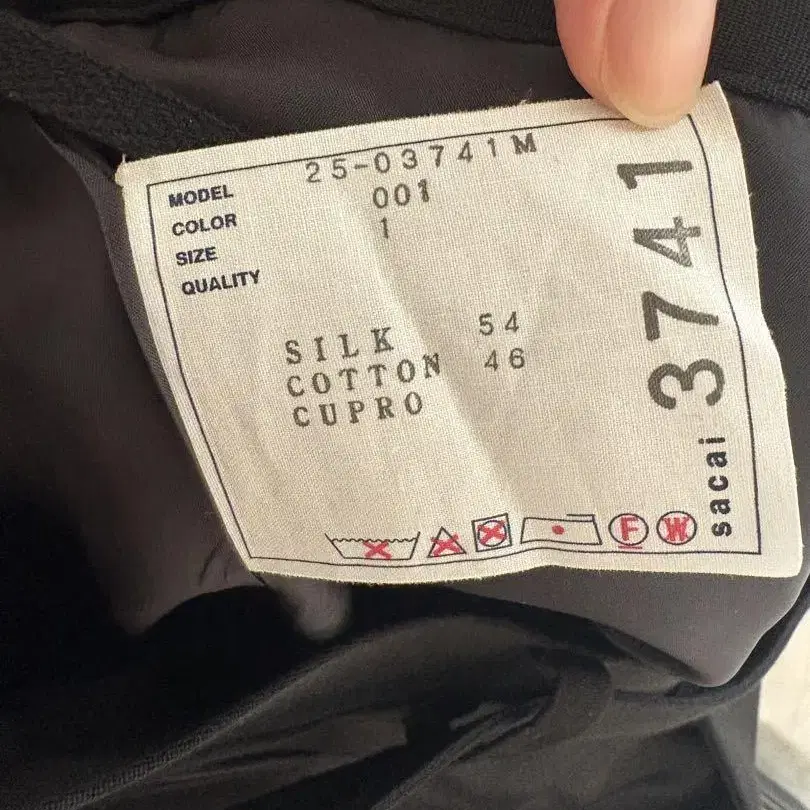 MODEL 25-03741M
COLOR 001
SIZE 1
QUALITY
SILK 54
COTTON 46
CUPRO
F W
sacai 3741